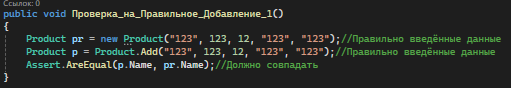 Ссылок: 0
public void Проверка_на_Правильное_Добавление_1()
{
Product pr = new Product("123", 123, 12, "123", "123");//Правильно введённые данные
Product p = Product.Add("123", 123, 12, "123", "123");//Правильно введённые данные
Assert.AreEqual(p.Name, pr.Name);//Должно совпадать
}